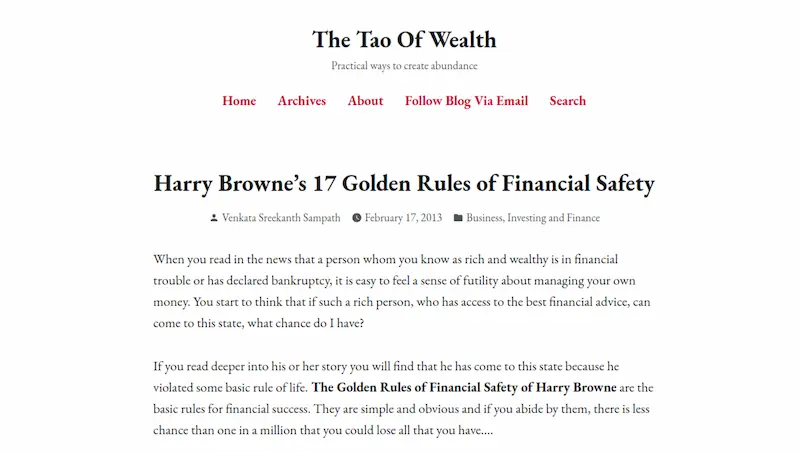 The Tao Of Wealth
Practical ways to create abundance
Home Archives About Follow Blog Via Email Search
Harry Browne’s 17 Golden Rules of Financial Safety
Venkata Sreekanth Sampath February 17, 2013 Business, Investing and Finance
When you read in the news that a person whom you know as rich and wealthy is in financial
trouble or has declared bankruptcy, it is easy to feel a sense of futility about managing your own
money. You start to think that if such a rich person, who has access to the best financial advice, can
come to this state, what chance do I have?
If you read deeper into his or her story you will find that he has come to this state because he
violated some basic rule of life. The Golden Rules of Financial Safety of Harry Browne are the
basic rules for financial success. They are simple and obvious and if you abide by them, there is less
chance than one in a million that you could lose all that you have....